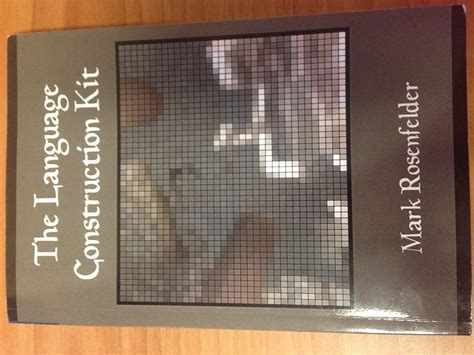 The Language
Construction Kit
Mark Rosenfelder